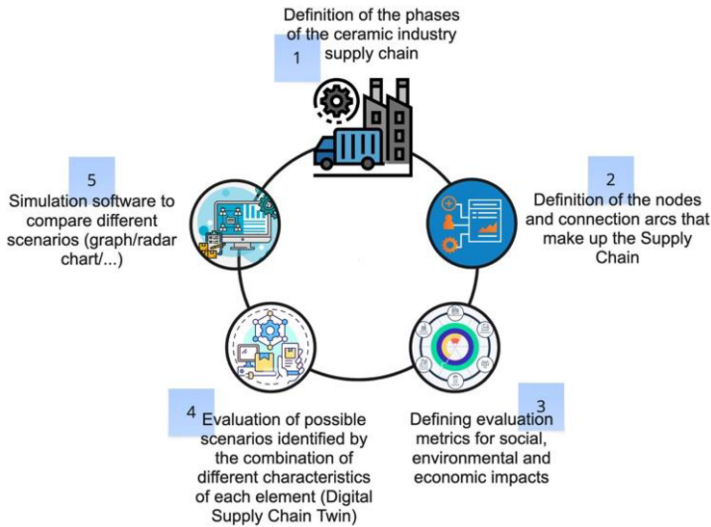 1
Definition of the phases
of the ceramic industry
supply chain
2
Definition of the nodes
and connection arcs that
make up the Supply
Chain
3
Defining evaluation
metrics for social,
environmental and
economic impacts
4
Evaluation of possible
scenarios identified by
the combination of
different characteristics
of each element (Digital
Supply Chain Twin)
5
Simulation software to
compare different
scenarios (graph/radar
chart/...)